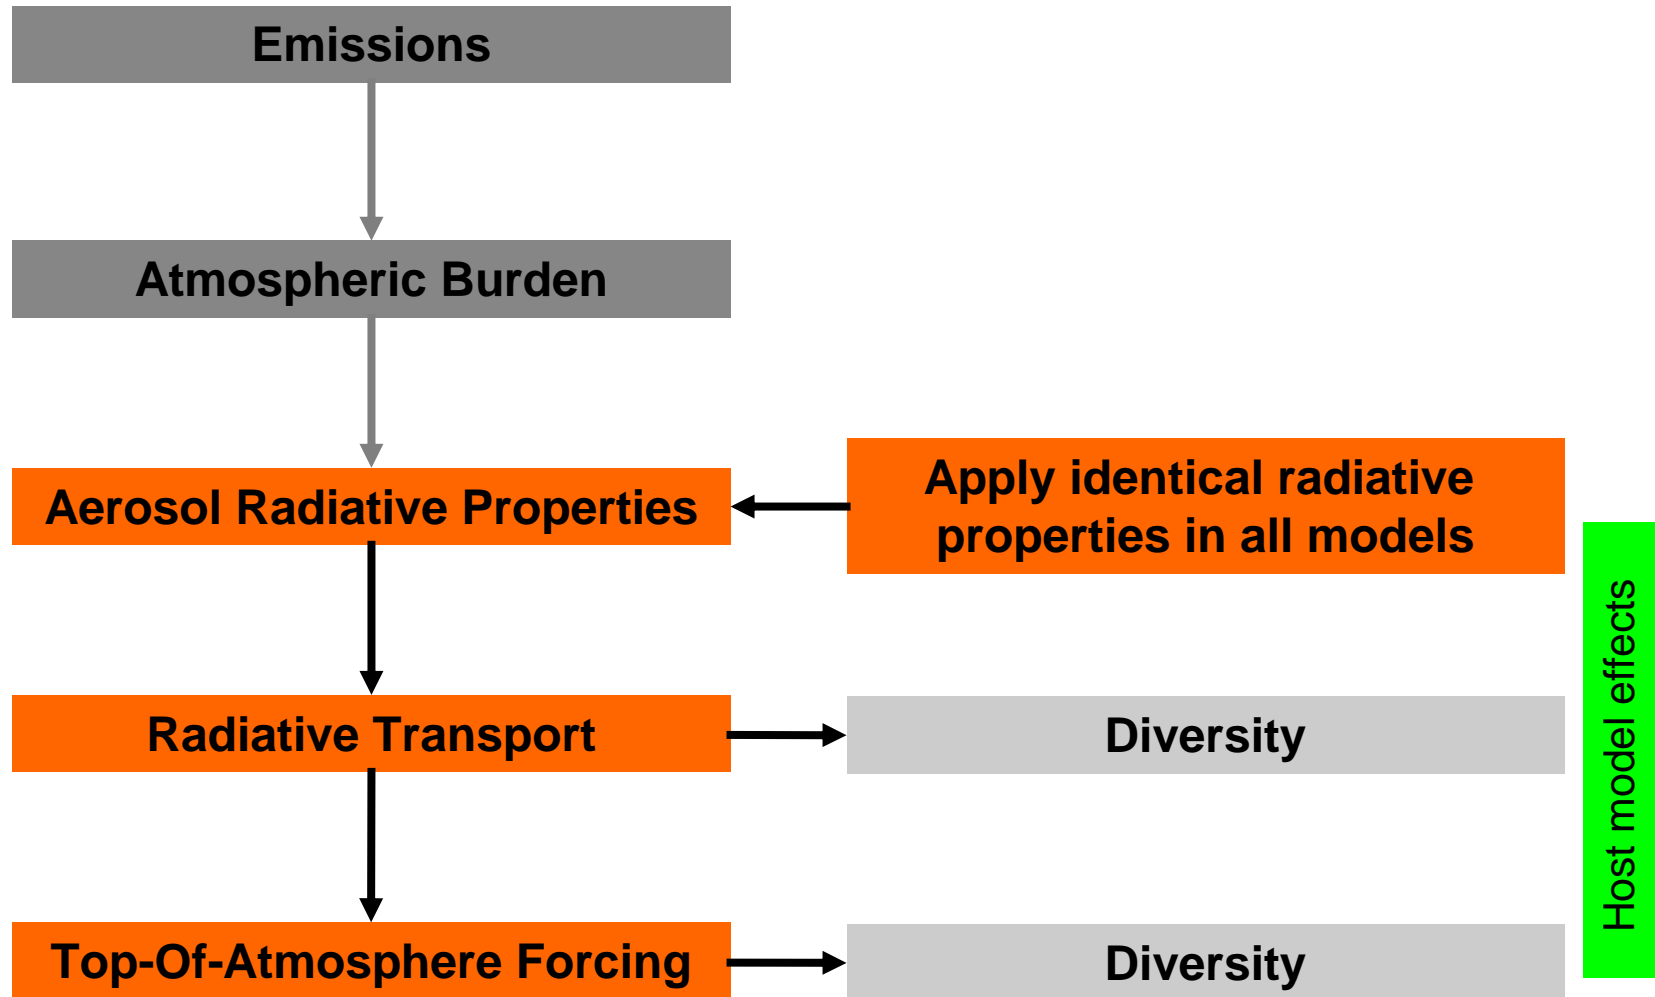 Emissions
Atmospheric Burden
Aerosol Radiative Properties
Apply identical radiative
properties in all models
Radiative Transport
Diversity
Top-Of-Atmosphere Forcing
Diversity
Host model effects